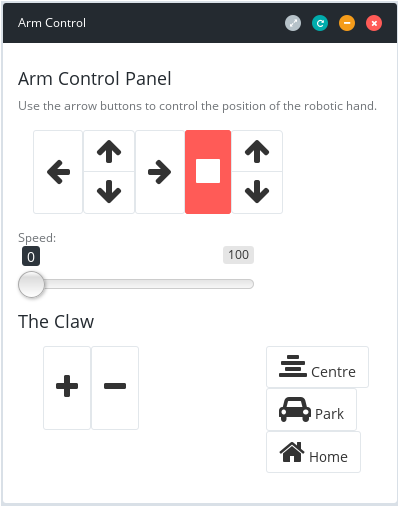 Arm Control
Arm Control Panel
Use the arrow buttons to control the position of the robotic hand.
Speed:
0 100
The Claw
Centre
Park
Home